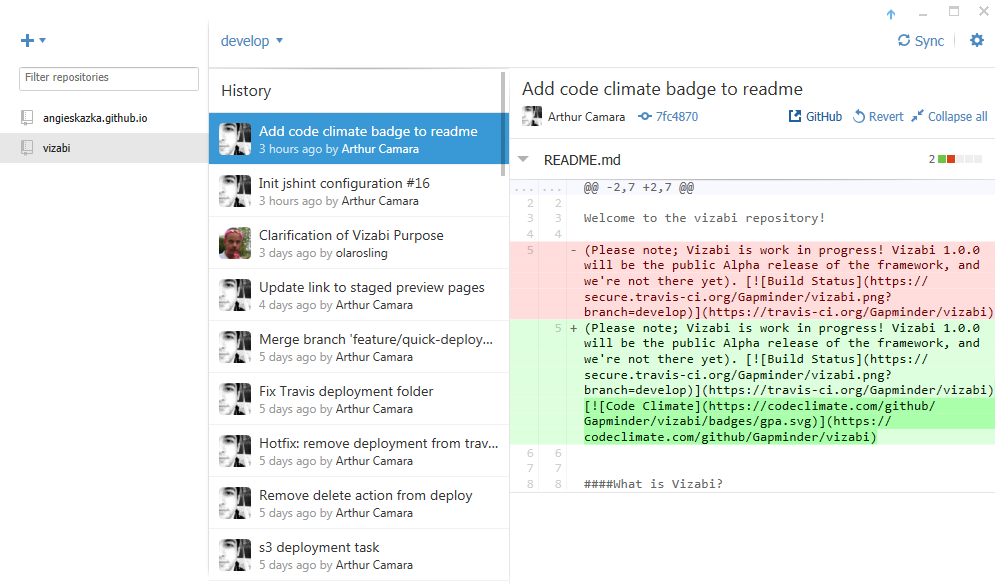 develop
Sync
Filter repositories
angieskazka.github.io
vizabi
History
Add code climate badge to readme
3 hours ago by Arthur Camara
Init jshint configuration #16
3 hours ago by Arthur Camara
Clarification of Vizabi Purpose
3 days ago by olarosling
Update link to staged preview pages
4 days ago by Arthur Camara
Merge branch 'feature/quick-deploy...
5 days ago by Arthur Camara
Fix Travis deployment folder
5 days ago by Arthur Camara
Hotfix: remove deployment from trav...
5 days ago by Arthur Camara
Remove delete action from deploy
5 days ago by Arthur Camara
s3 deployment task
5 days ago by Arthur Camara
Add code climate badge to readme
Arthur Camara 7fc4870 GitHub Revert Collapse all
README.md 2
... ... @@ -2,7 +2,7 @@
2 2
3 3 Welcome to the vizabi repository!
4 4
5 - (Please note; Vizabi is work in progress! Vizabi 1.0.0
will be the public Alpha release of the framework, and
we're not there yet). [![Build Status](https://
secure.travis-ci.org/Gapminder/vizabi.png?
branch=develop)](https://travis-ci.org/Gapminder/vizabi)
5 + (Please note; Vizabi is work in progress! Vizabi 1.0.0
will be the public Alpha release of the framework, and
we're not there yet). [![Build Status](https://
secure.travis-ci.org/Gapminder/vizabi.png?
branch=develop)](https://travis-ci.org/Gapminder/vizabi)
[![Code Climate](https://codeclimate.com/github/
Gapminder/vizabi/badges/gpa.svg)](https://
codeclimate.com/github/Gapminder/vizabi)
6 6
7 7
8 8 ####What is Vizabi?